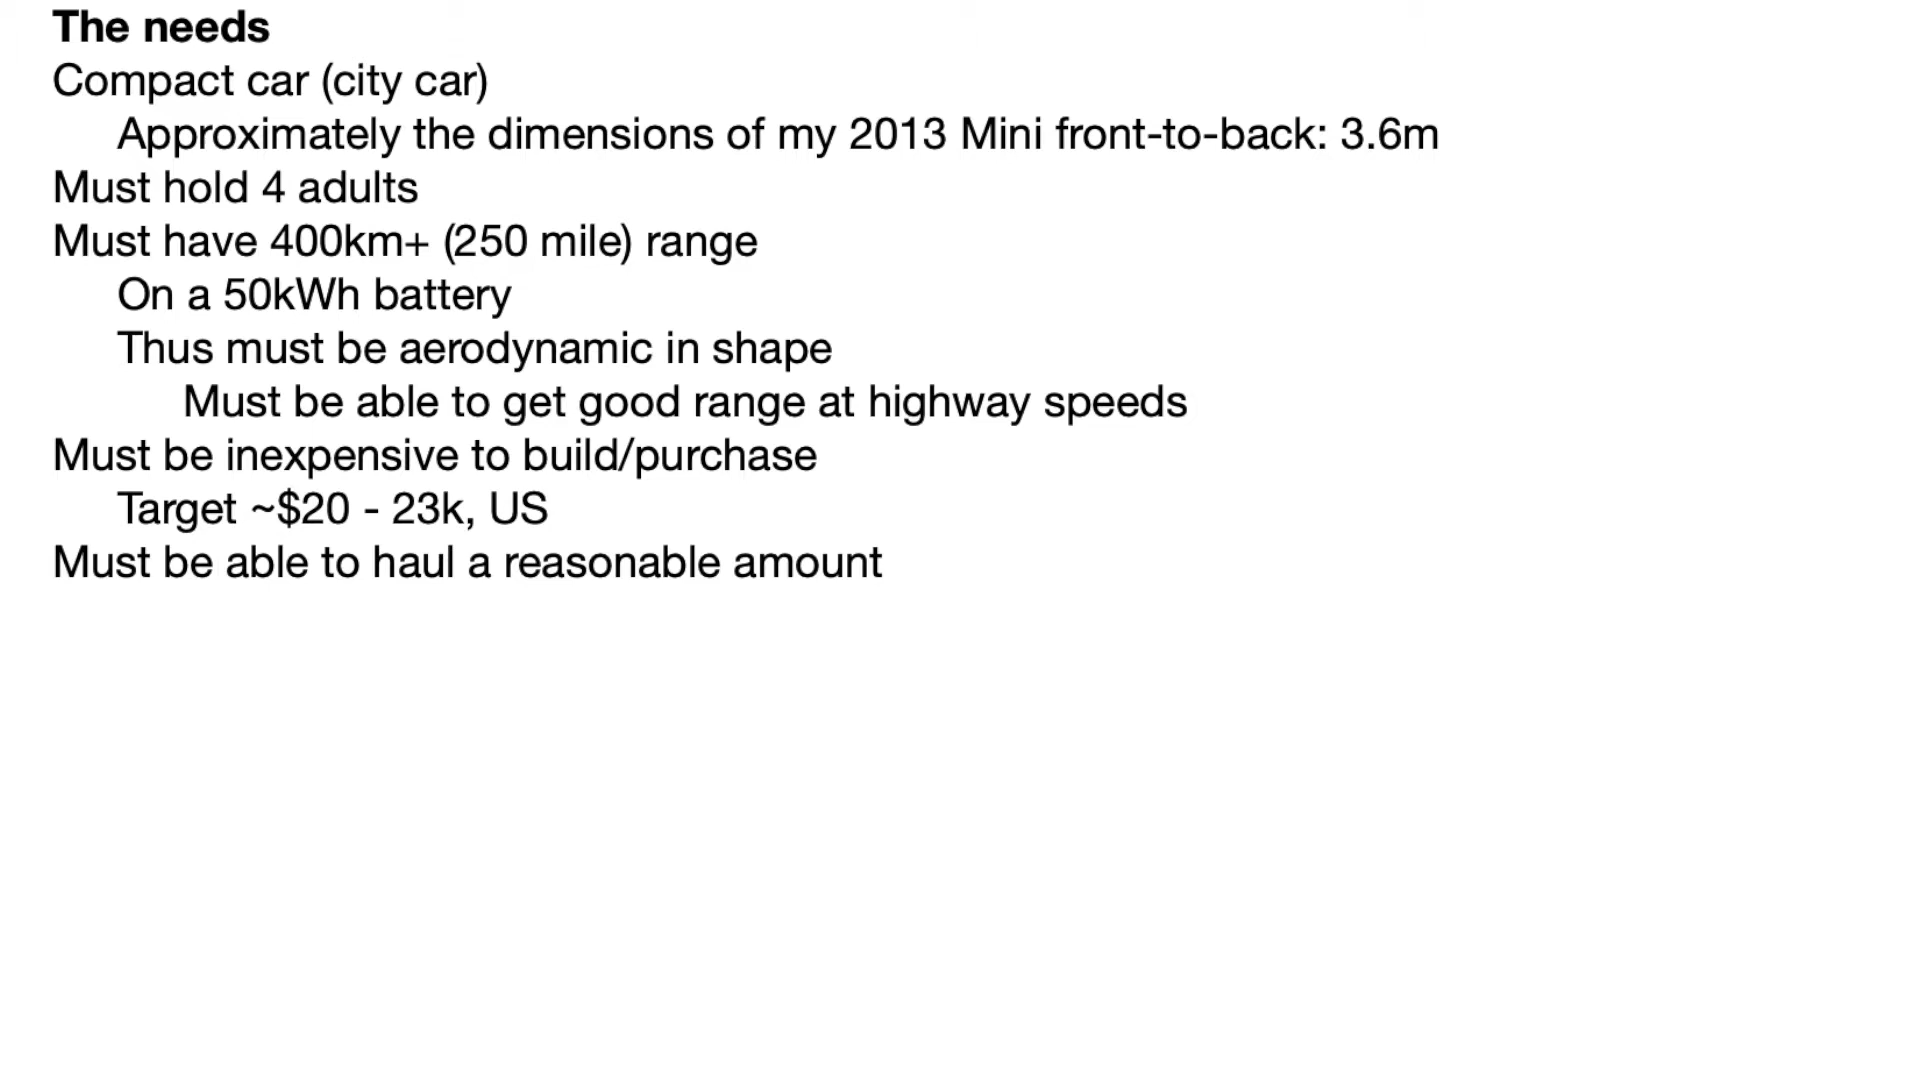 The needs
Compact car (city car)
Approximately the dimensions of my 2013 Mini front-to-back: 3.6m
Must hold 4 adults
Must have 400km+ (250 mile) range
On a 50kWh battery
Thus must be aerodynamic in shape
Must be able to get good range at highway speeds
Must be inexpensive to build/purchase
Target ~$20 - 23k, US
Must be able to haul a reasonable amount